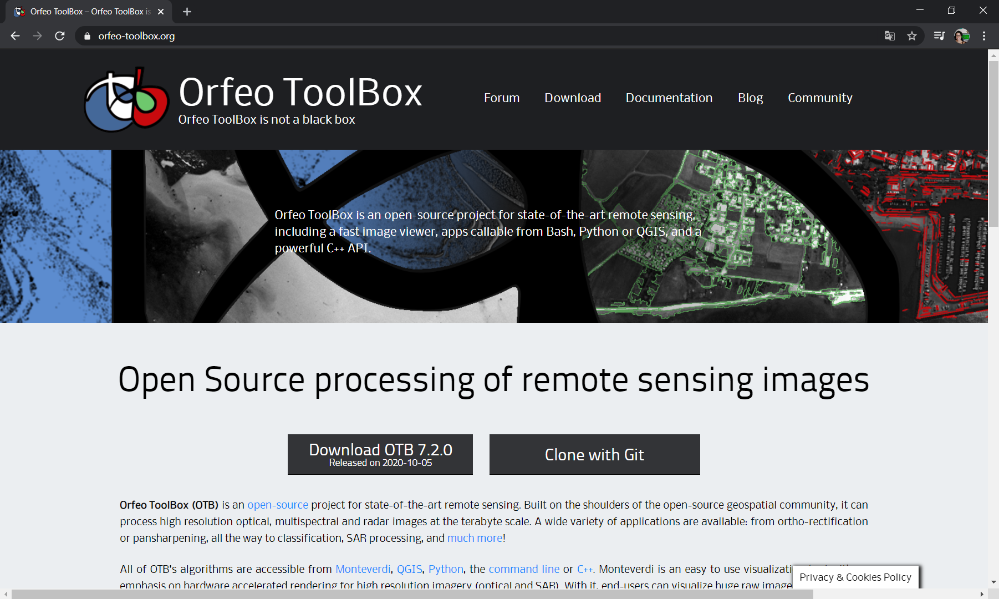 Orfeo ToolBox – Orfeo ToolBox is
orfeo-toolbox.org
Orfeo ToolBox
Orfeo ToolBox is not a black box
Forum Download Documentation Blog Community
Orfeo ToolBox is an open-source project for state-of-the-art remote sensing,
including a fast image viewer, apps callable from Bash, Python or QGIS, and a
powerful C++ API.
Open Source processing of remote sensing images
Download OTB 7.2.0
Released on 2020-10-05
Clone with Git
Orfeo ToolBox (OTB) is an open-source project for state-of-the-art remote sensing. Built on the shoulders of the open-source geospatial community, it can
process high resolution optical, multispectral and radar images at the terabyte scale. A wide variety of applications are available: from ortho-rectification
or pansharpening, all the way to classification, SAR processing, and much more!
All of OTB's algorithms are accessible from Monteverdi, QGIS, Python, the command line or C++. Monteverdi is an easy to use
emphasis on hardware accelerated rendering for high resolution imagery (optical and SAR). With it, end-users can visualize huge raw
Privacy & Cookies Policy